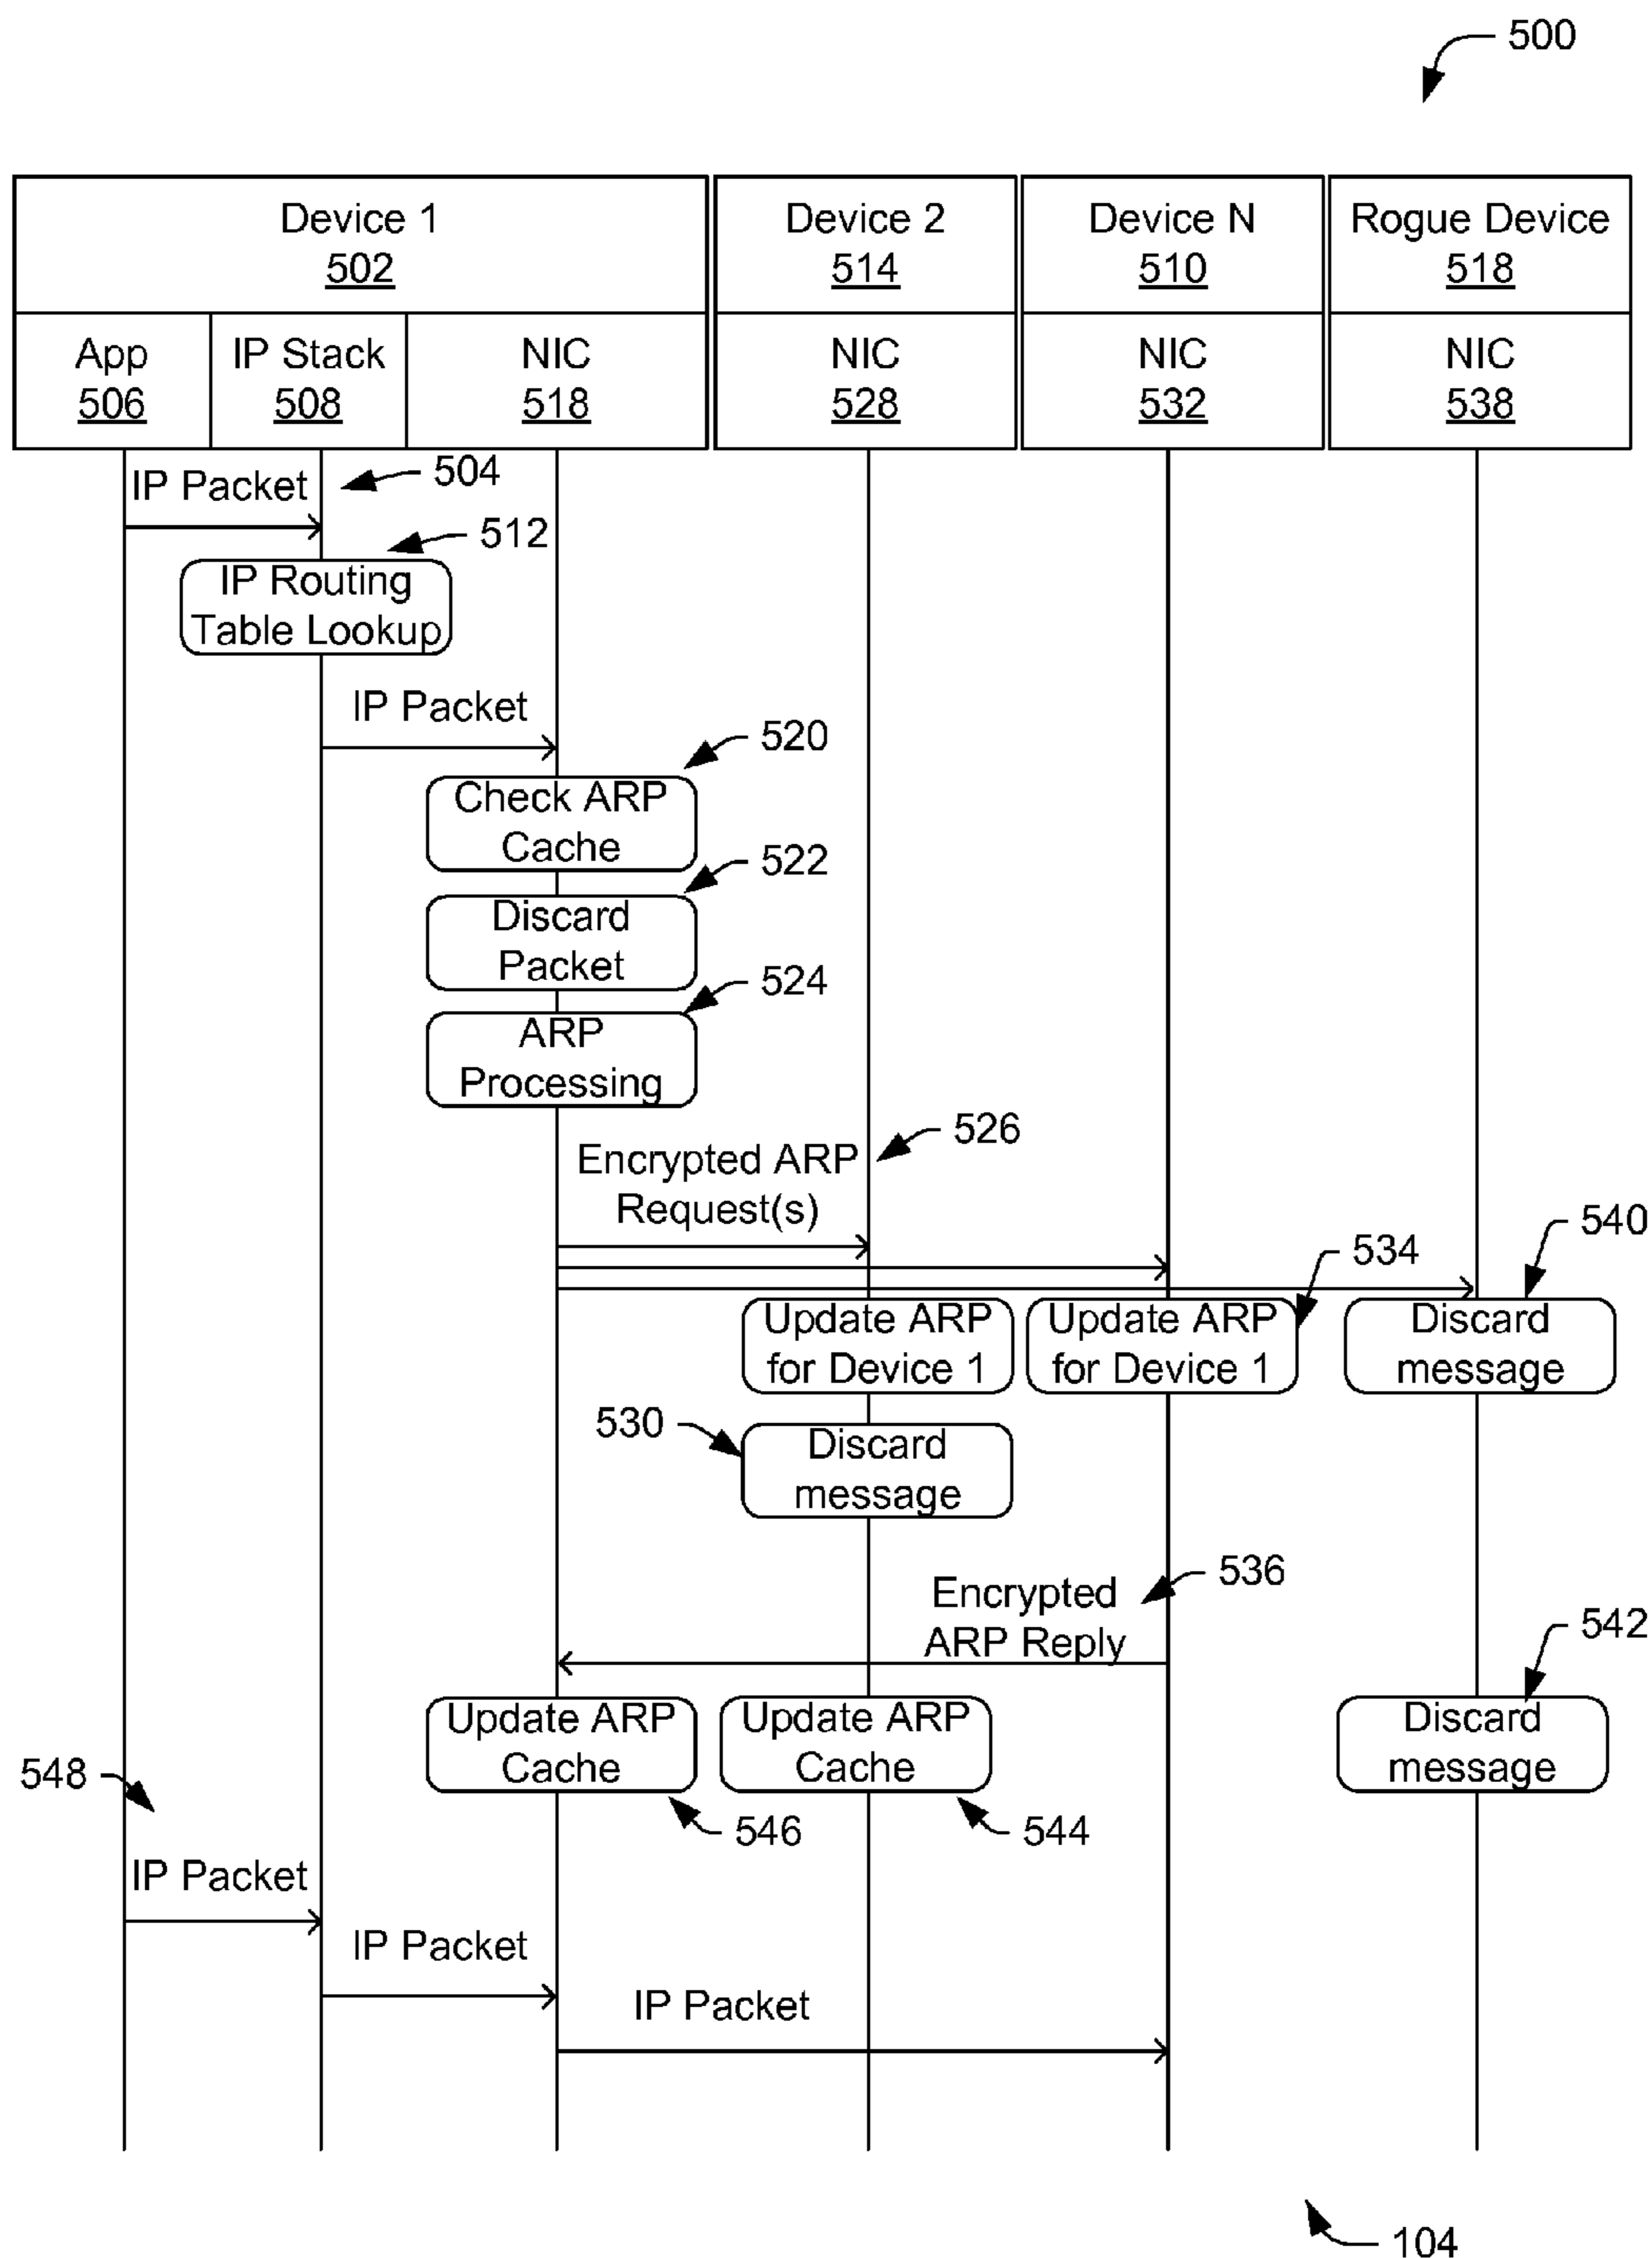 500
Device 1
502
Device 2
514
Device N
510
Rogue Device
518
App
506
IP Stack
508
NIC
518
NIC
528
NIC
532
NIC
538
IP Packet
504
512
IP Routing
Table Lookup
IP Packet
520
Check ARP
Cache
522
Discard
Packet
524
ARP
Processing
526
Encrypted ARP
Request(s)
540
534
Update ARP
for Device 1
Update ARP
for Device 1
Discard
message
530
Discard
message
536
Encrypted
ARP Reply
542
Update ARP
Cache
Update ARP
Cache
Discard
message
548
546
544
IP Packet
IP Packet
IP Packet
104